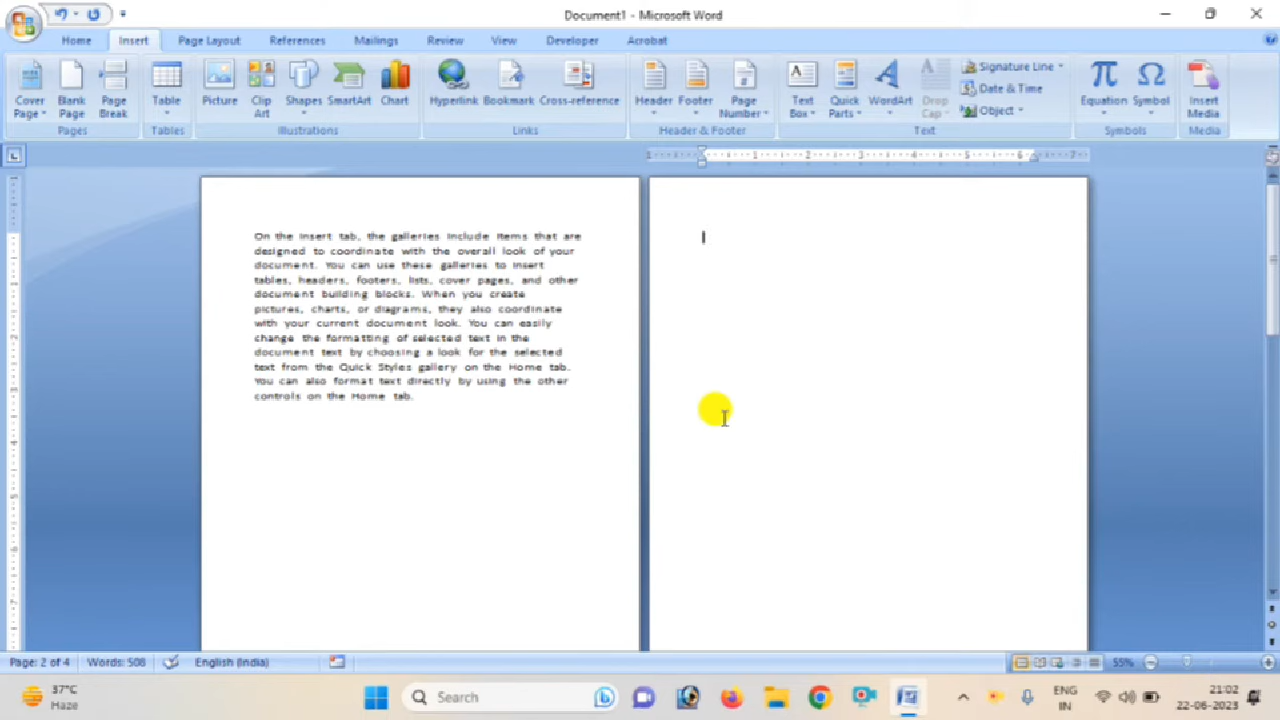 Document1 - Microsoft Word
Home Insert Page Layout References Mailings Review View Developer Acrobat
Cover Page Blank Page Page Break Table Picture Clip Art Shapes SmartArt Chart Hyperlink Bookmark Cross-reference Header Footer Page Number Text Box Quick Parts WordArt Drop Cap Signature Line Date & Time Object Equation Symbol Insert Media
Pages Tables Illustrations Links Header & Footer Text Symbols Media
1 1 2 3 4 5 6 7
On the Insert tab, the galleries include items that are
designed to coordinate with the overall look of your
document. You can use these galleries to insert
tables, headers, footers, lists, cover pages, and other
document building blocks. When you create
pictures, charts, or diagrams, they also coordinate
with your current document look. You can easily
change the formatting of selected text in the
document text by choosing a look for the selected
text from the Quick Styles gallery on the Home tab.
You can also format text directly by using the other
controls on the Home tab.
Page: 2 of 4 Words: 508 English (India) 55%
37°C
Haze
Search
ENG
IN
21:02
22-06-2023